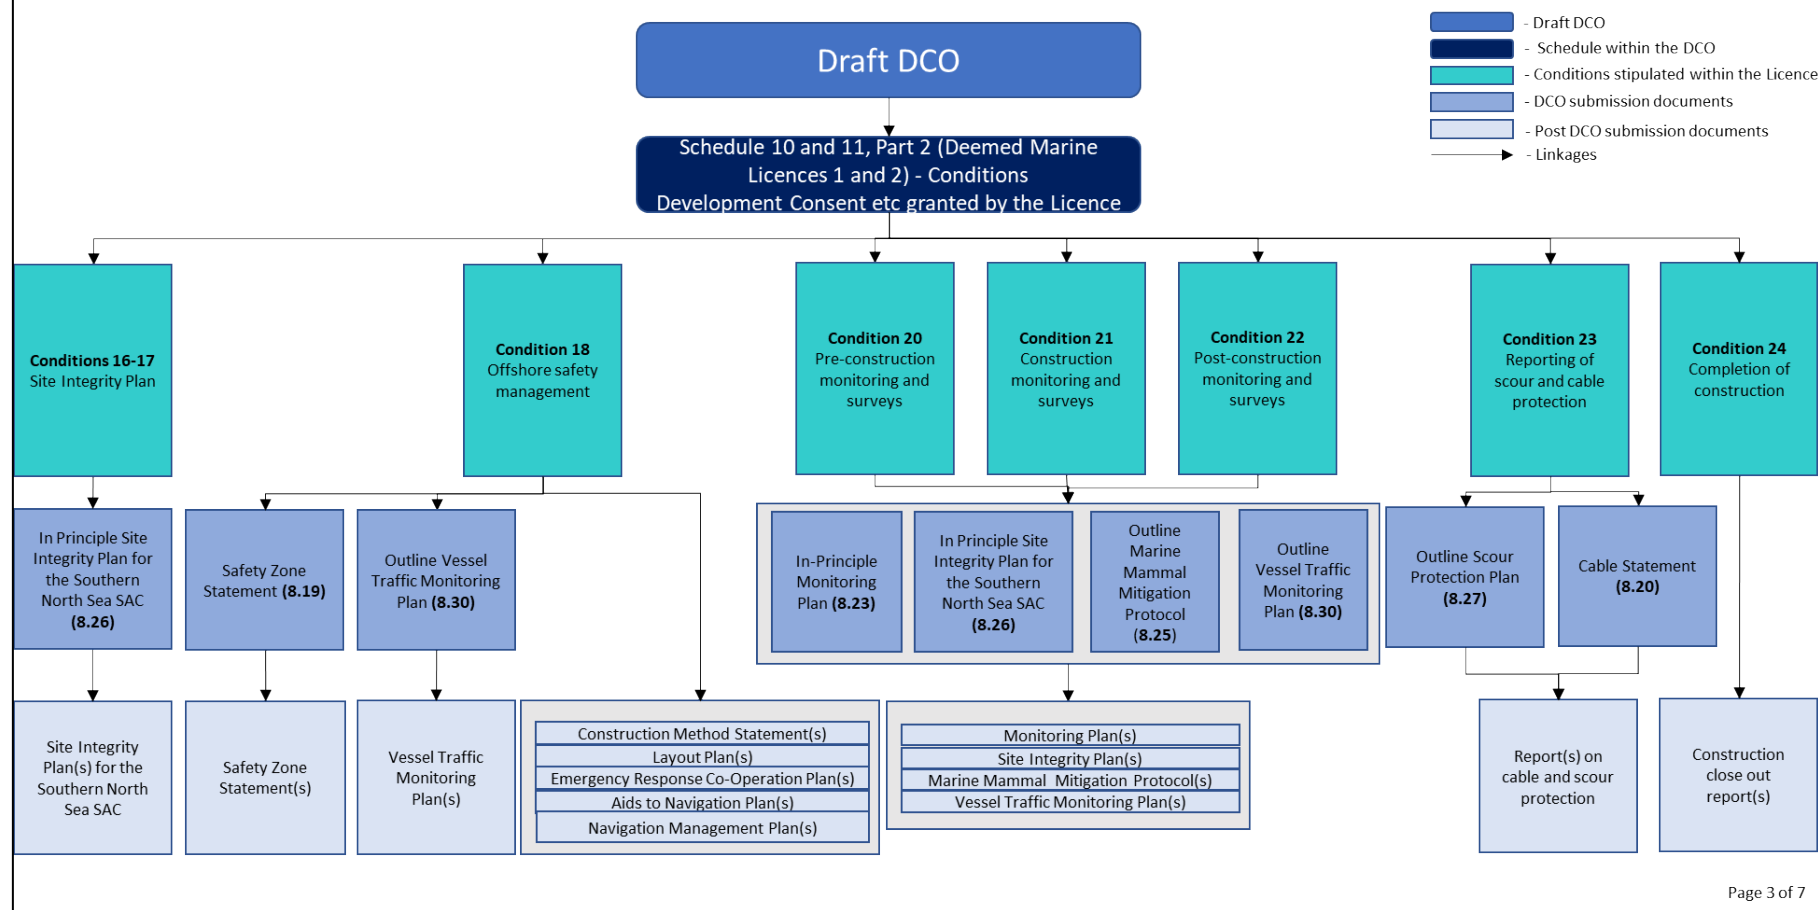 Draft DCO
- Draft DCO
- Schedule within the DCO
- Conditions stipulated within the Licence
- DCO submission documents
- Post DCO submission documents
- Linkages
Schedule 10 and 11, Part 2 (Deemed Marine
Licences 1 and 2) - Conditions
Development Consent etc granted by the Licence
Conditions 16-17
Site Integrity Plan
Condition 18
Offshore safety
management
Condition 20
Pre-construction
monitoring and
surveys
Condition 21
Construction
monitoring and
surveys
Condition 22
Post-construction
monitoring and
surveys
Condition 23
Reporting of
scour and cable
protection
Condition 24
Completion of
construction
In Principle Site
Integrity Plan for
the Southern
North Sea SAC
(8.26)
Safety Zone
Statement (8.19)
Outline Vessel
Traffic Monitoring
Plan (8.30)
In-Principle
Monitoring
Plan (8.23)
In Principle Site
Integrity Plan for
the Southern
North Sea SAC
(8.26)
Outline
Marine
Mammal
Mitigation
Protocol
(8.25)
Outline
Vessel Traffic
Monitoring
Plan (8.30)
Outline Scour
Protection Plan
(8.27)
Cable Statement
(8.20)
Site Integrity
Plan(s) for the
Southern North
Sea SAC
Safety Zone
Statement(s)
Vessel Traffic
Monitoring
Plan(s)
Construction Method Statement(s)
Layout Plan(s)
Emergency Response Co-Operation Plan(s)
Aids to Navigation Plan(s)
Navigation Management Plan(s)
Monitoring Plan(s)
Site Integrity Plan(s)
Marine Mammal Mitigation Protocol(s)
Vessel Traffic Monitoring Plan(s)
Report(s) on
cable and scour
protection
Construction
close out
report(s)
Page 3 of 7